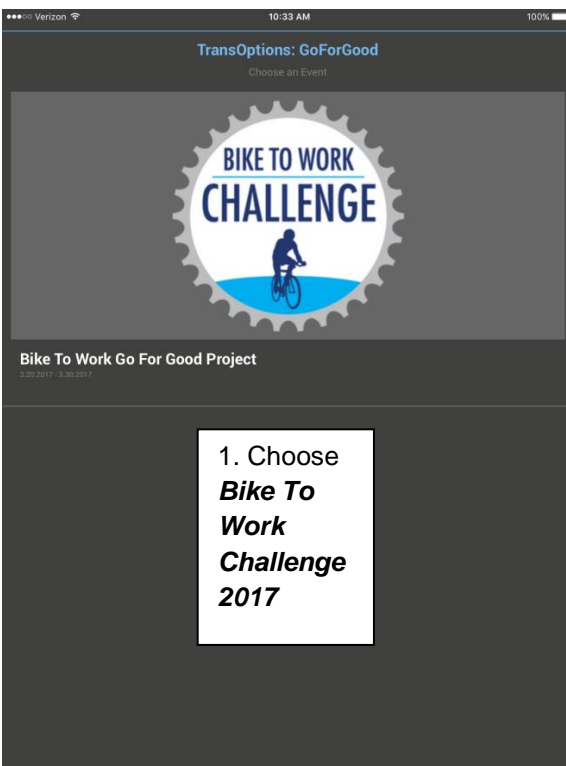 ●●●○○ Verizon 10:33 AM 100%
TransOptions: GoForGood
Choose an Event
BIKE TO WORK
CHALLENGE
Bike To Work Go For Good Project
3.20.2017 - 3.30.2017
1. Choose
Bike To
Work
Challenge
2017